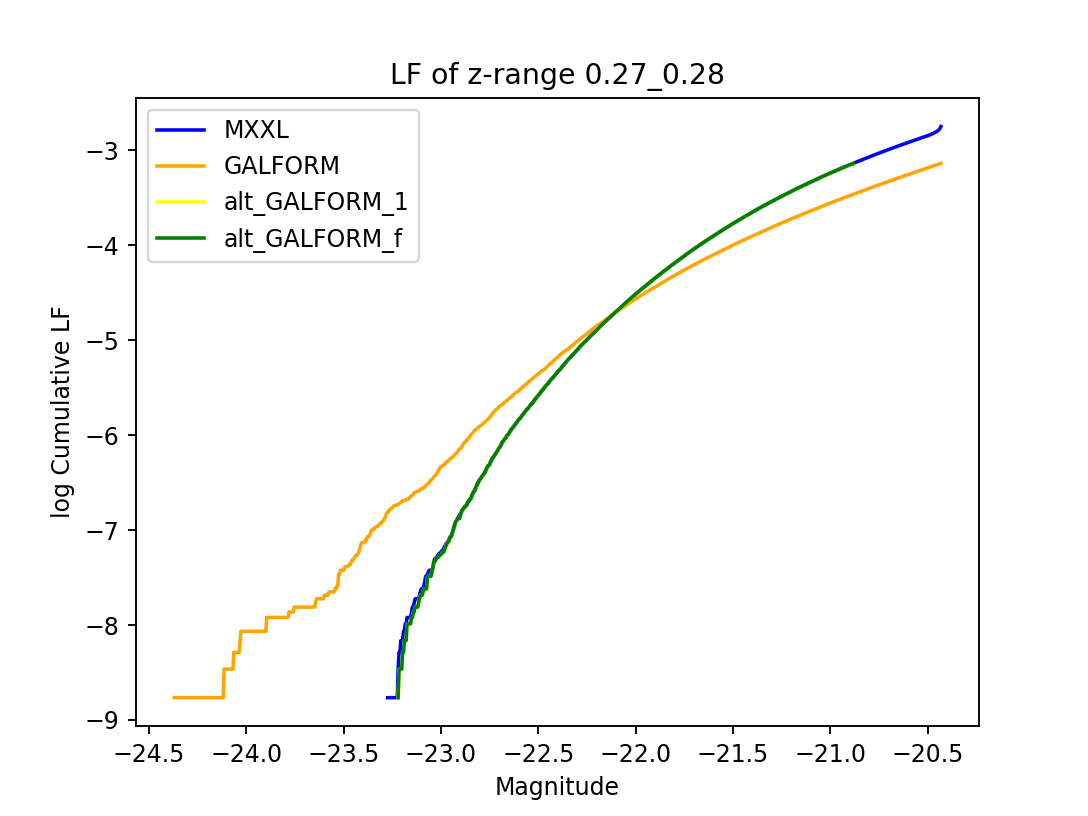 LF of z-range 0.27_0.28
MXXL
GALFORM
alt_GALFORM_1
alt_GALFORM_f
log Cumulative LF
−3
−4
−5
−6
−7
−8
−9
−24.5 −24.0 −23.5 −23.0 −22.5 −22.0 −21.5 −21.0 −20.5
Magnitude